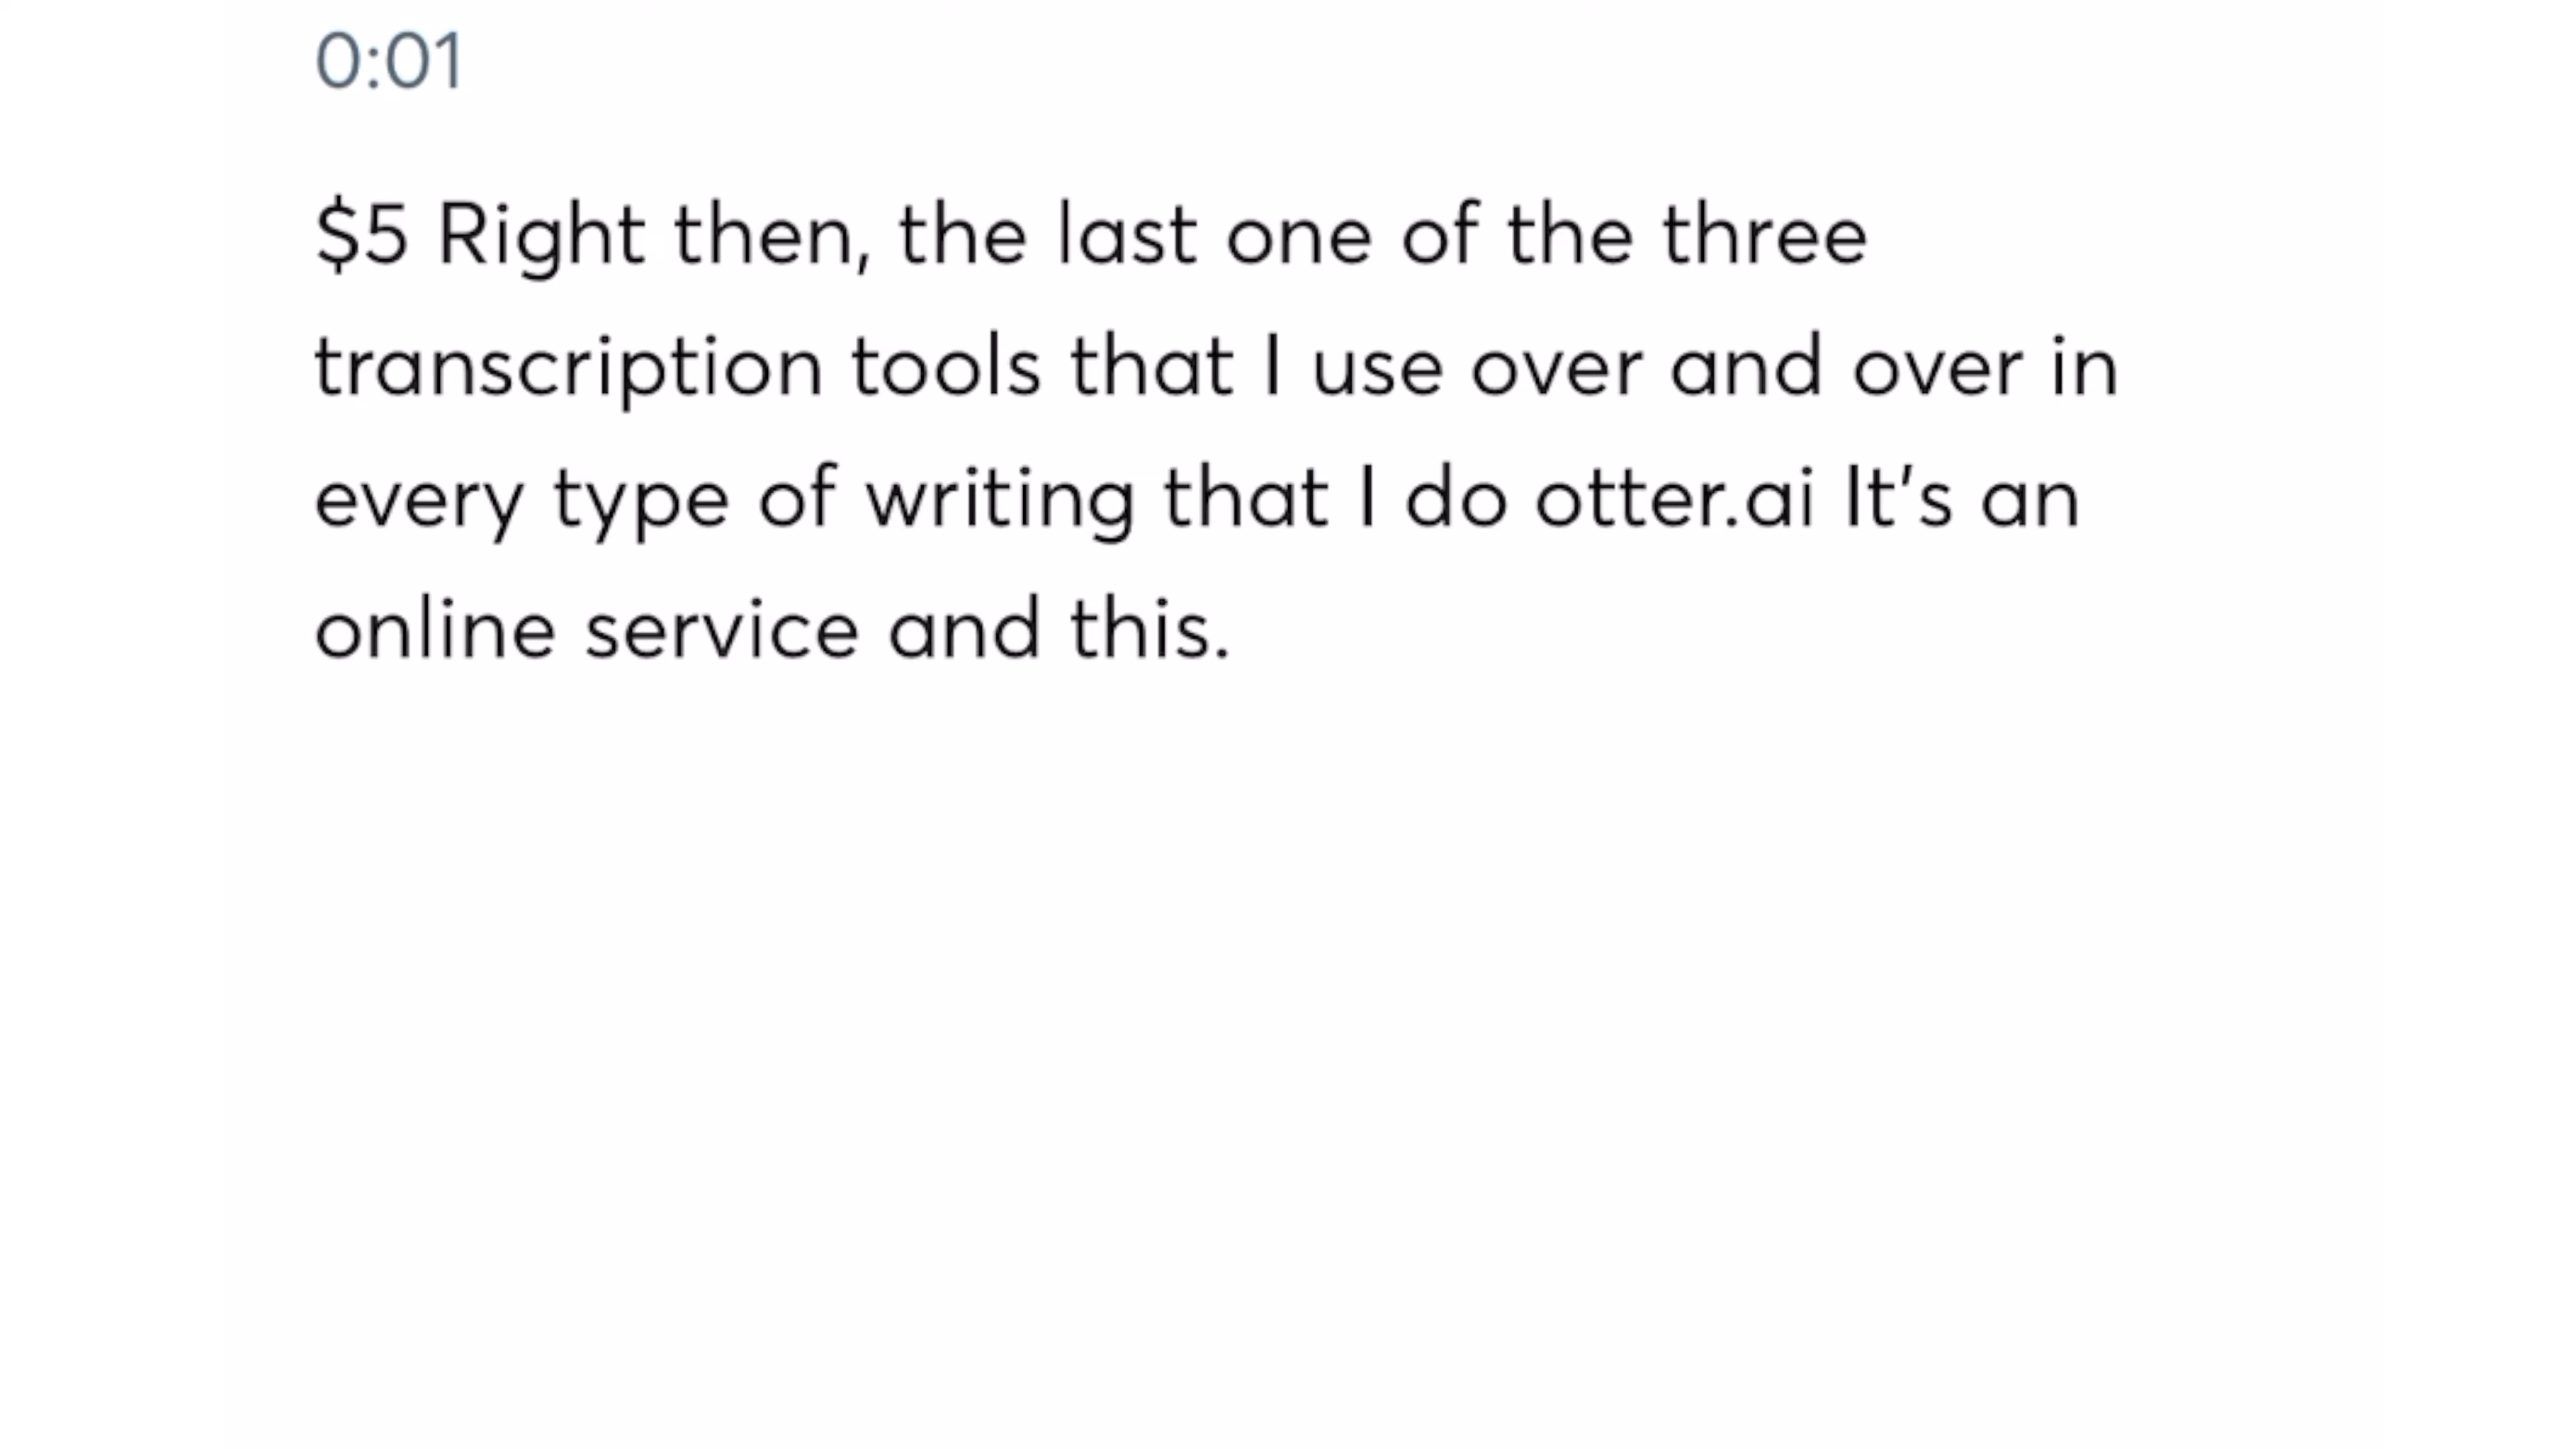 0:01
$5 Right then, the last one of the three
transcription tools that I use over and over in
every type of writing that I do otter.ai It's an
online service and this.